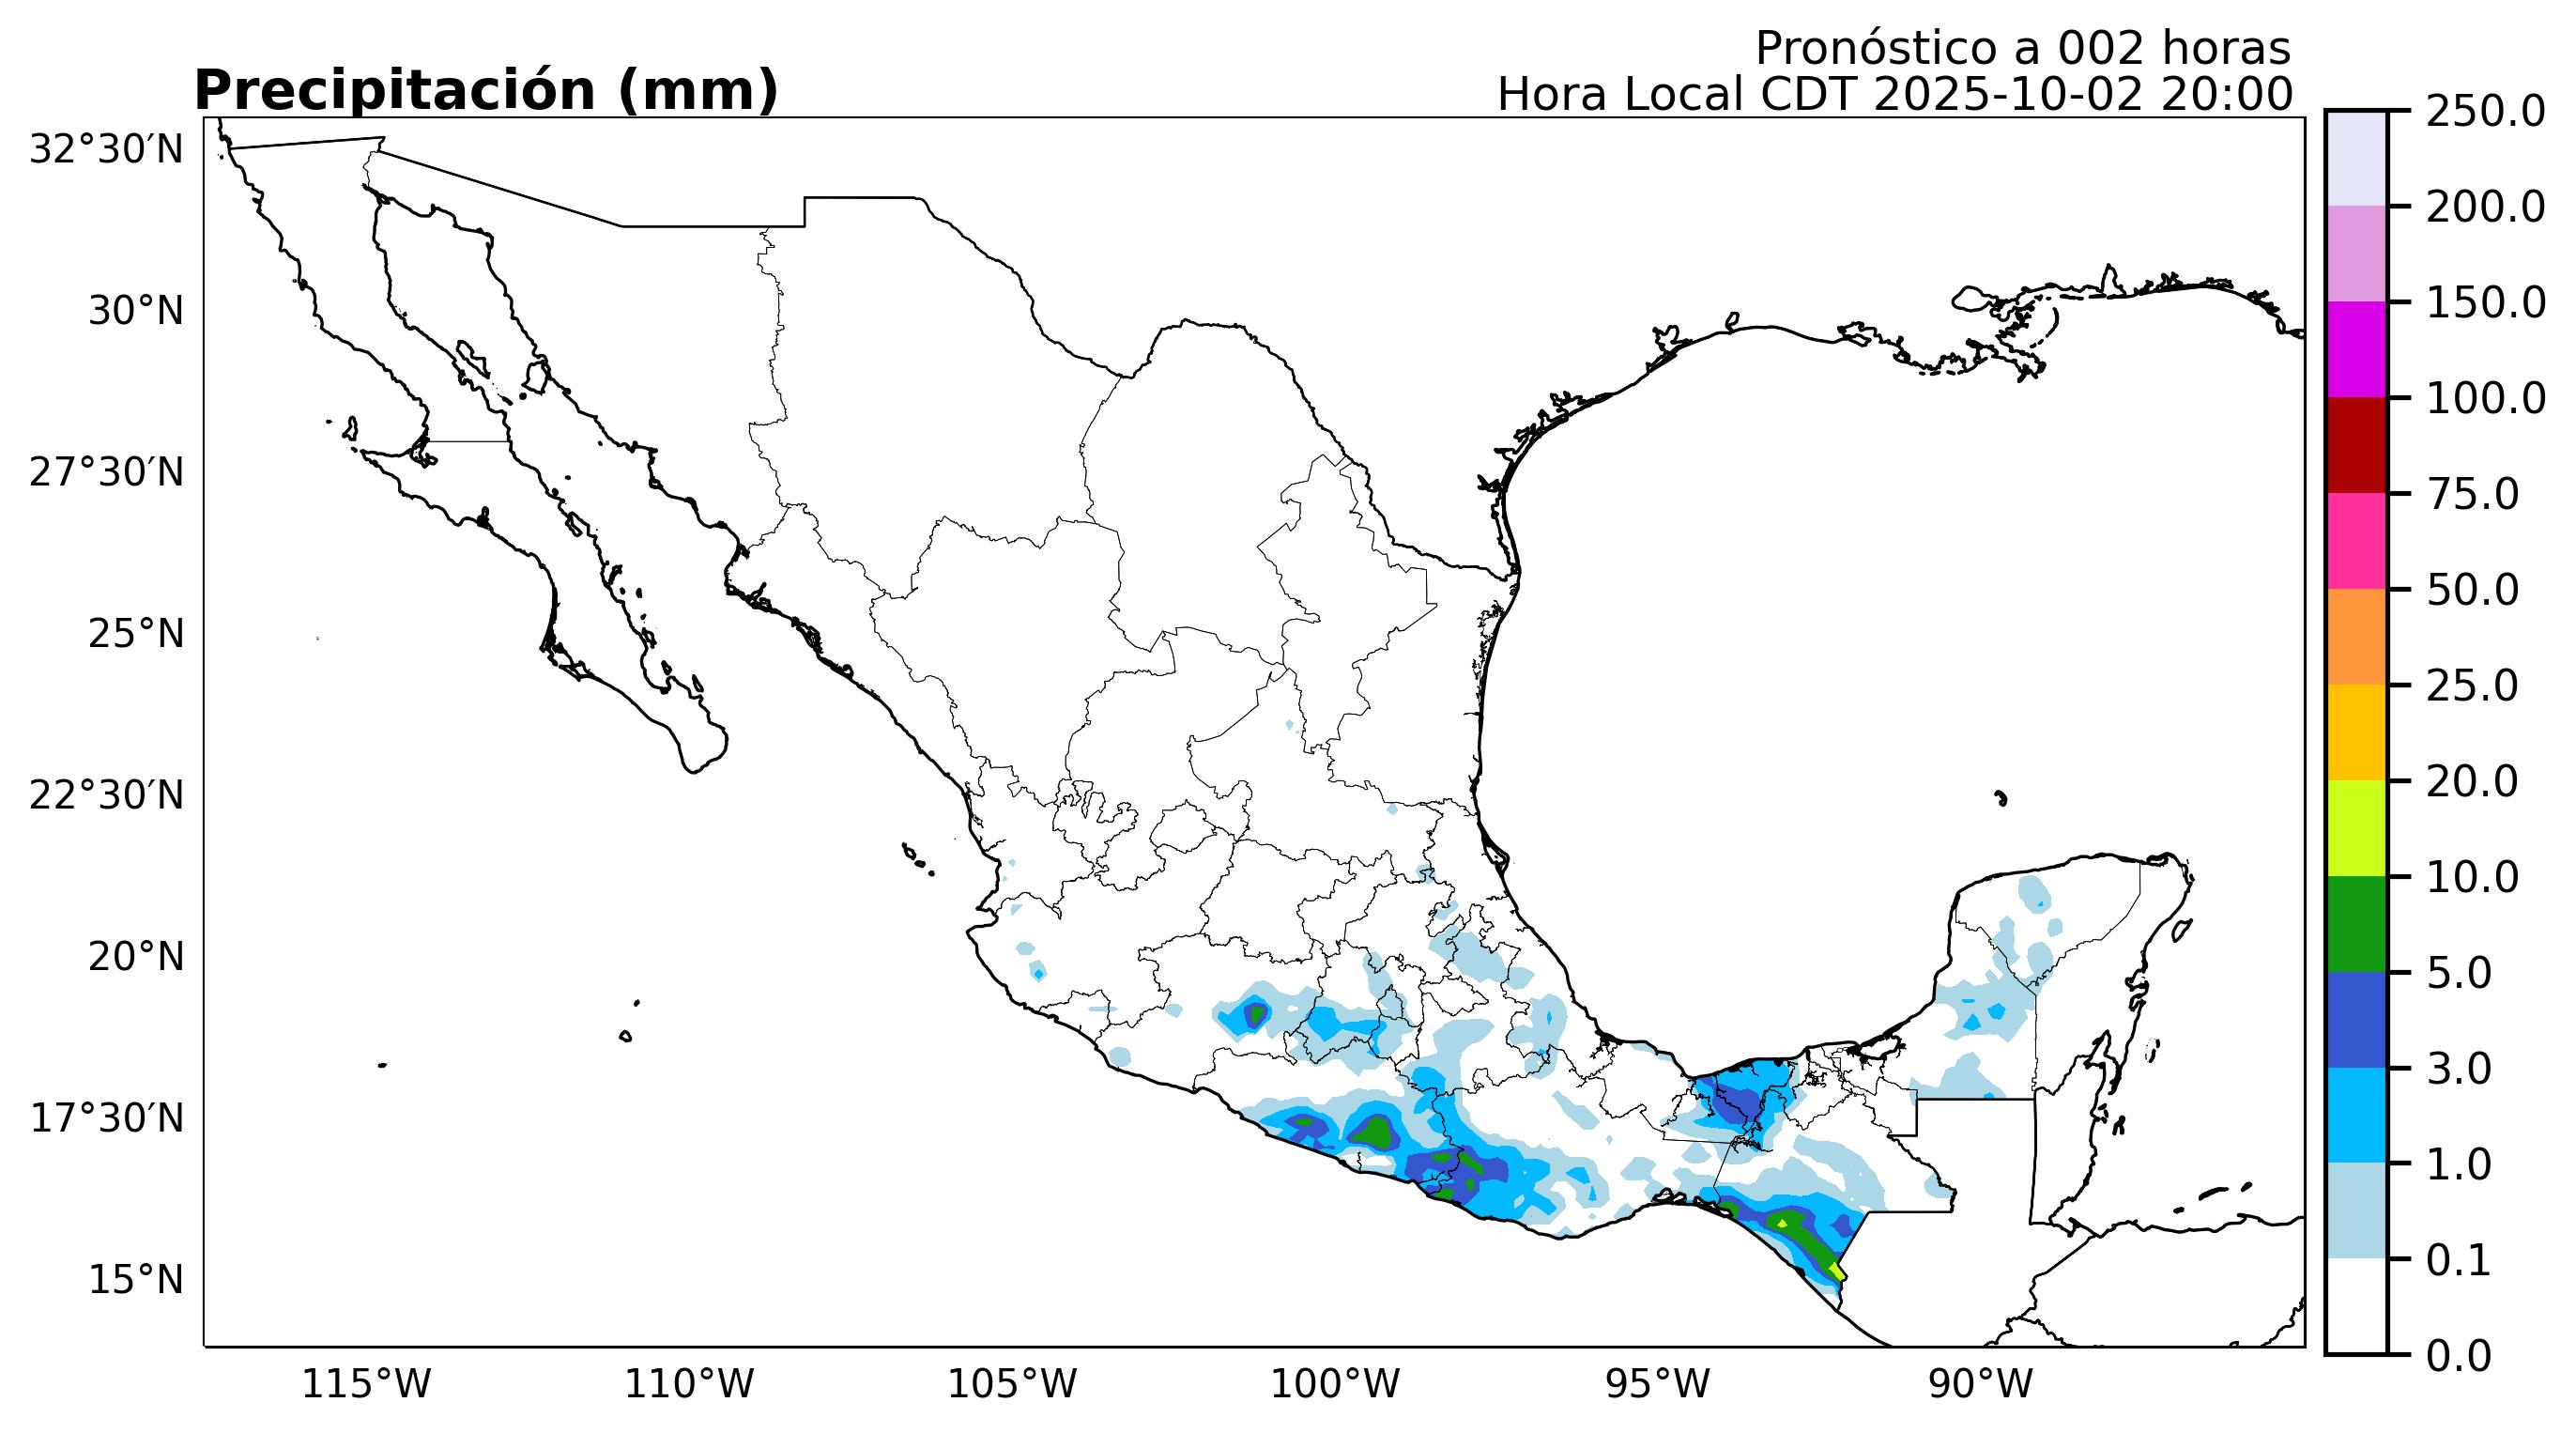 Pronóstico a 002 horas
Precipitación (mm)
Hora Local CDT 2025-10-02 20:00
32°30′N
30°N
27°30′N
25°N
22°30′N
20°N
17°30′N
15°N
115°W
110°W
105°W
100°W
95°W
90°W
250.0
200.0
150.0
100.0
75.0
50.0
25.0
20.0
10.0
5.0
3.0
1.0
0.1
0.0